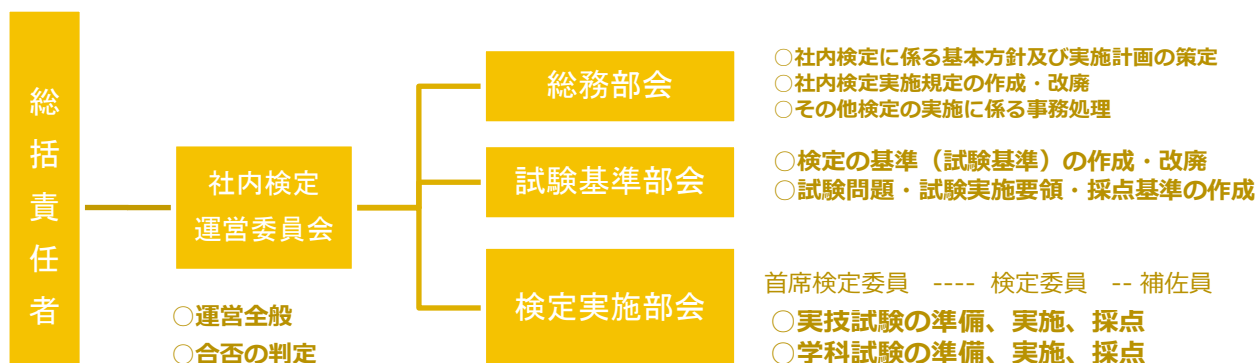 総括責任者
社内検定
運営委員会
○運営全般
○合否の判定
総務部会
○社内検定に係る基本方針及び実施計画の策定
○社内検定実施規定の作成・改廃
○その他検定の実施に係る事務処理
試験基準部会
○検定の基準（試験基準）の作成・改廃
○試験問題・試験実施要領・採点基準の作成
検定実施部会
首席検定委員 ---- 検定委員 -- 補佐員
○実技試験の準備、実施、採点
○学科試験の準備、実施、採点